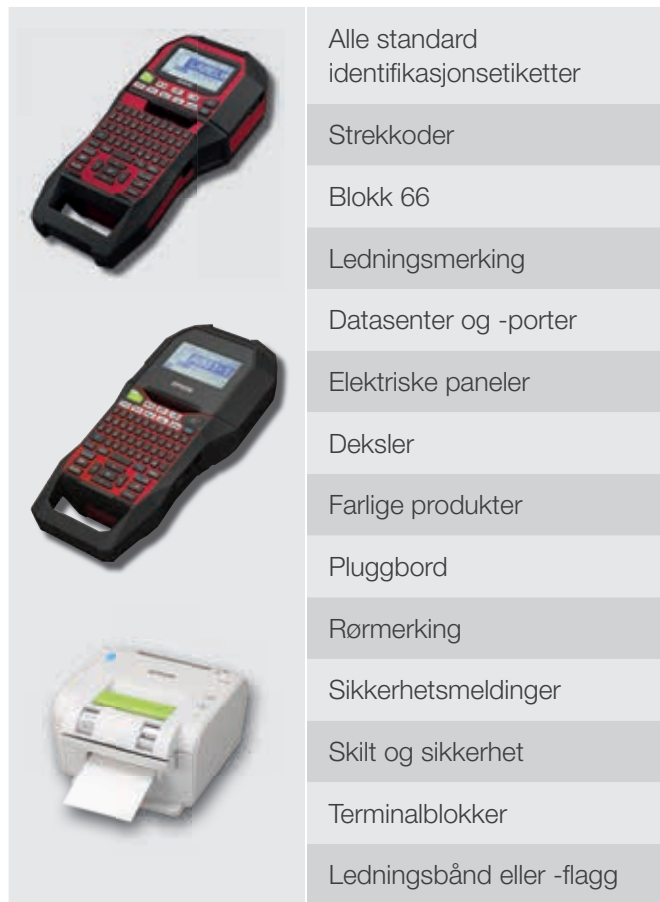 Alle standard
identifikasjonsetiketter
Strekkoder
Blokk 66
Ledningsmerking
Datasenter og -porter
Elektriske paneler
Deksler
Farlige produkter
Pluggbord
Rørmerking
Sikkerhetsmeldinger
Skilt og sikkerhet
Terminalblokker
Ledningsbånd eller -flagg